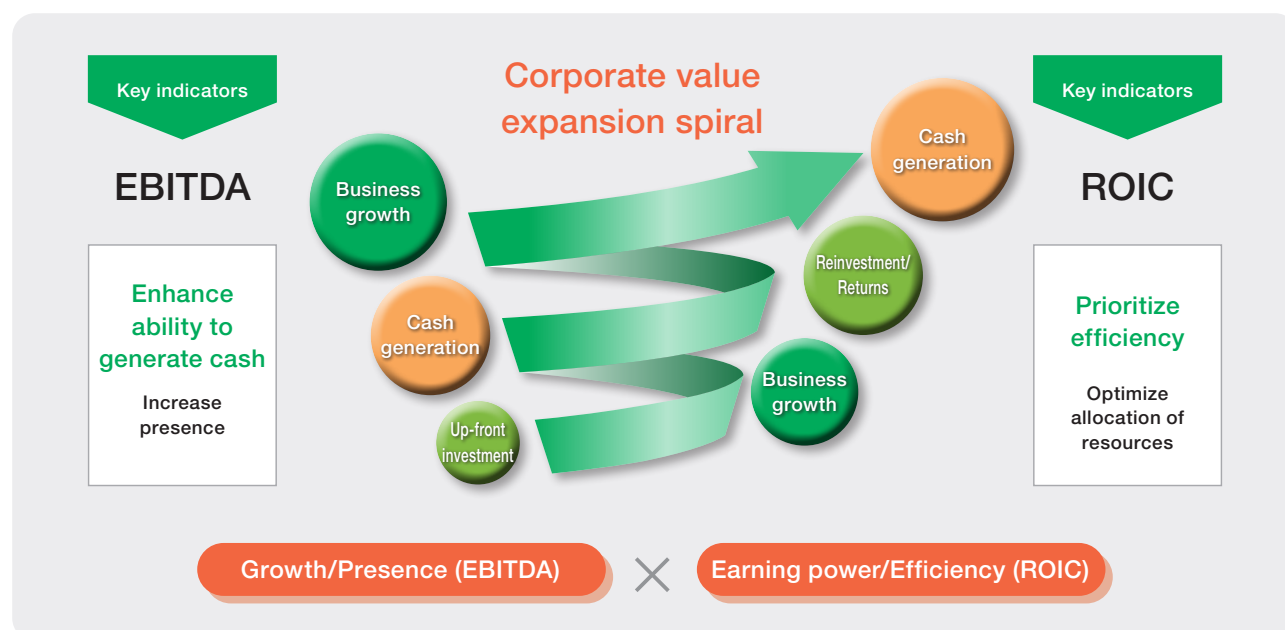 Key indicators
EBITDA
Enhance
ability to
generate cash
Increase
presence
Corporate value
expansion spiral
Business
growth
Cash
generation
Cash
generation
Reinvestment/
Returns
Up-front
investment
Business
growth
Key indicators
ROIC
Prioritize
efficiency
Optimize
allocation of
resources
Growth/Presence (EBITDA)
×
Earning power/Efficiency (ROIC)